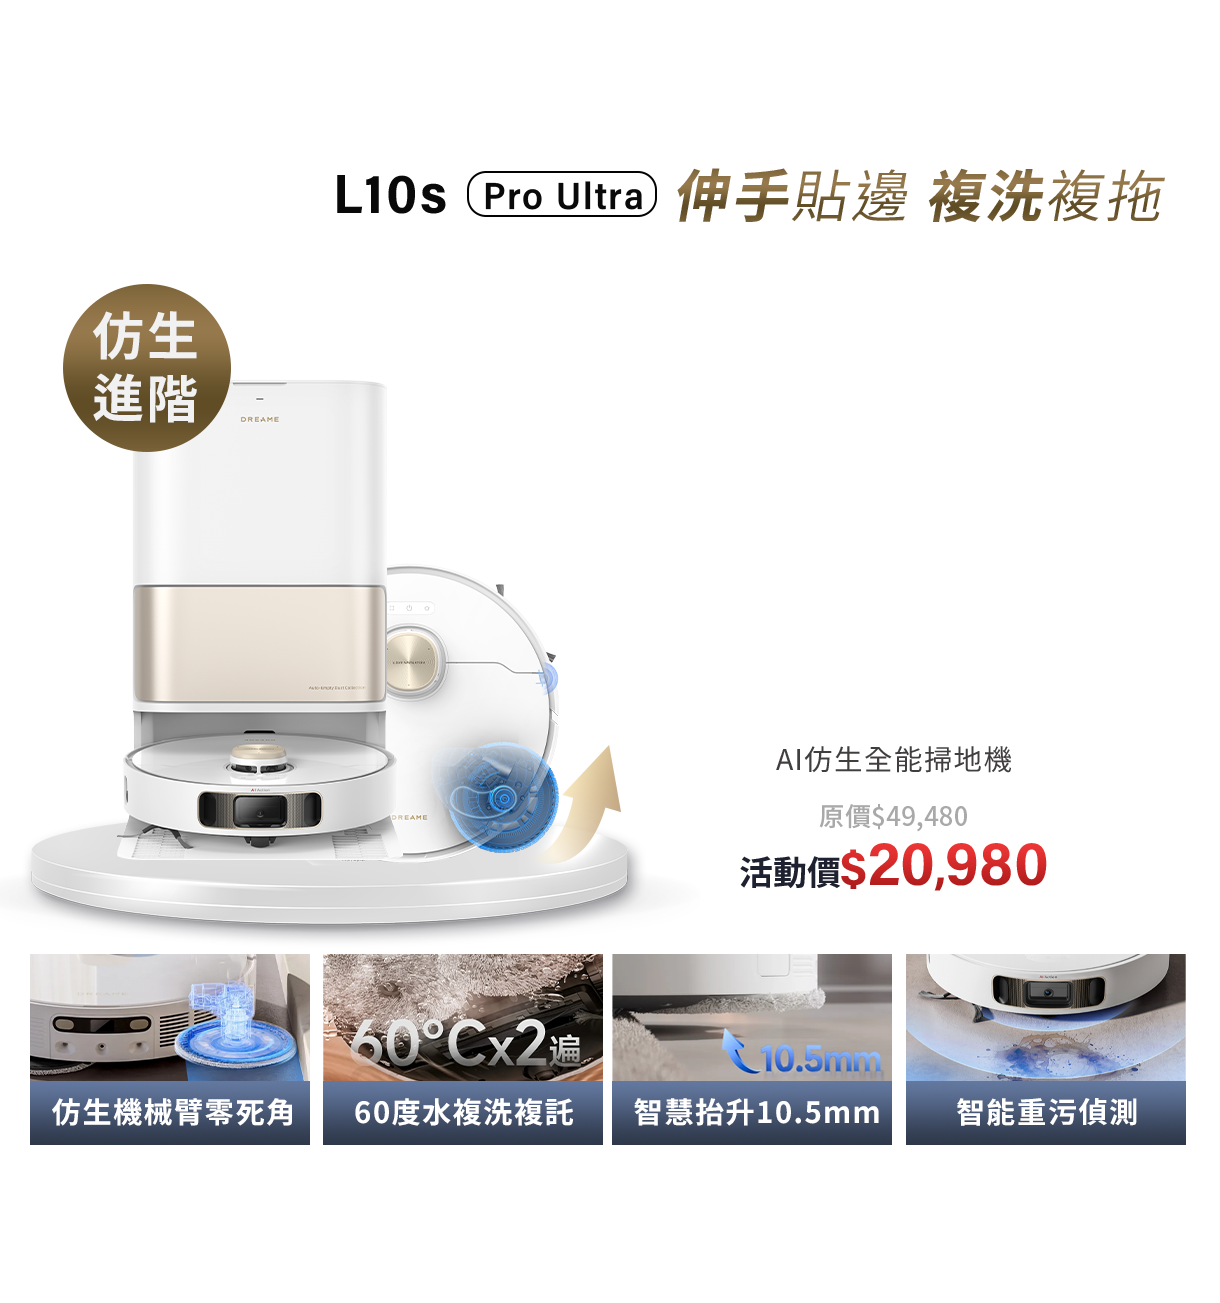 L10s Pro Ultra 伸手貼邊 複洗複拖
仿生
進階
DREAME
DREAME
AI仿生全能掃地機
原價$49,480
活動價$20,980
60°Cx2遍
10.5mm
仿生機械臂零死角
60度水複洗複託
智慧抬升10.5mm
智能重污偵測